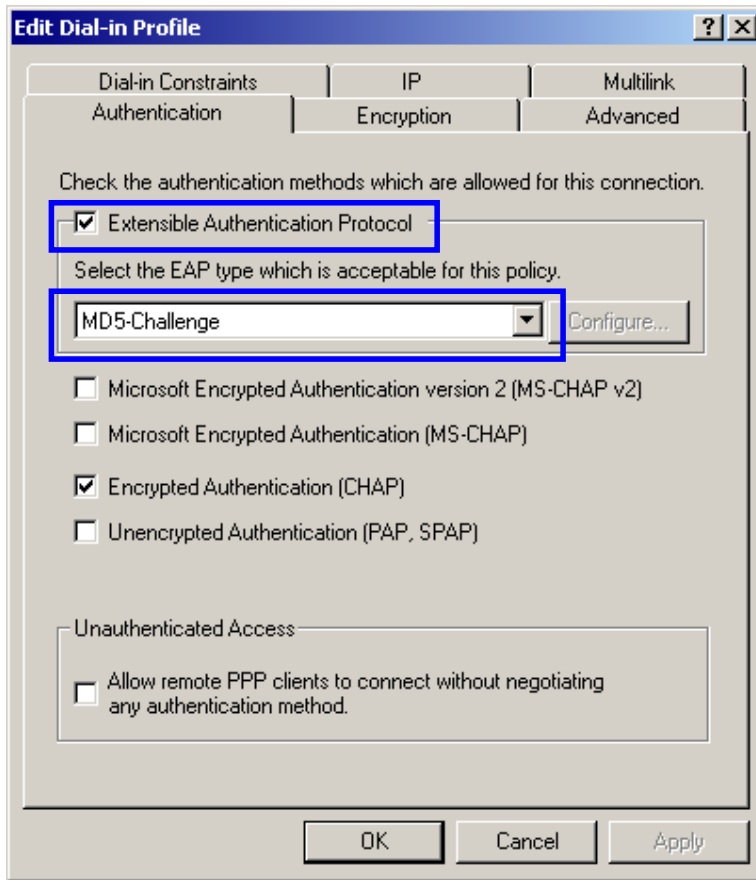 Edit Dial-in Profile
Dial-in Constraints
IP
Multilink
Authentication
Encryption
Advanced
Check the authentication methods which are allowed for this connection.
Extensible Authentication Protocol
Select the EAP type which is acceptable for this policy.
MD5-Challenge
Configure...
Microsoft Encrypted Authentication version 2 (MS-CHAP v2)
Microsoft Encrypted Authentication (MS-CHAP)
Encrypted Authentication (CHAP)
Unencrypted Authentication (PAP, SPAP)
Unauthenticated Access
Allow remote PPP clients to connect without negotiating
any authentication method.
OK
Cancel
Apply